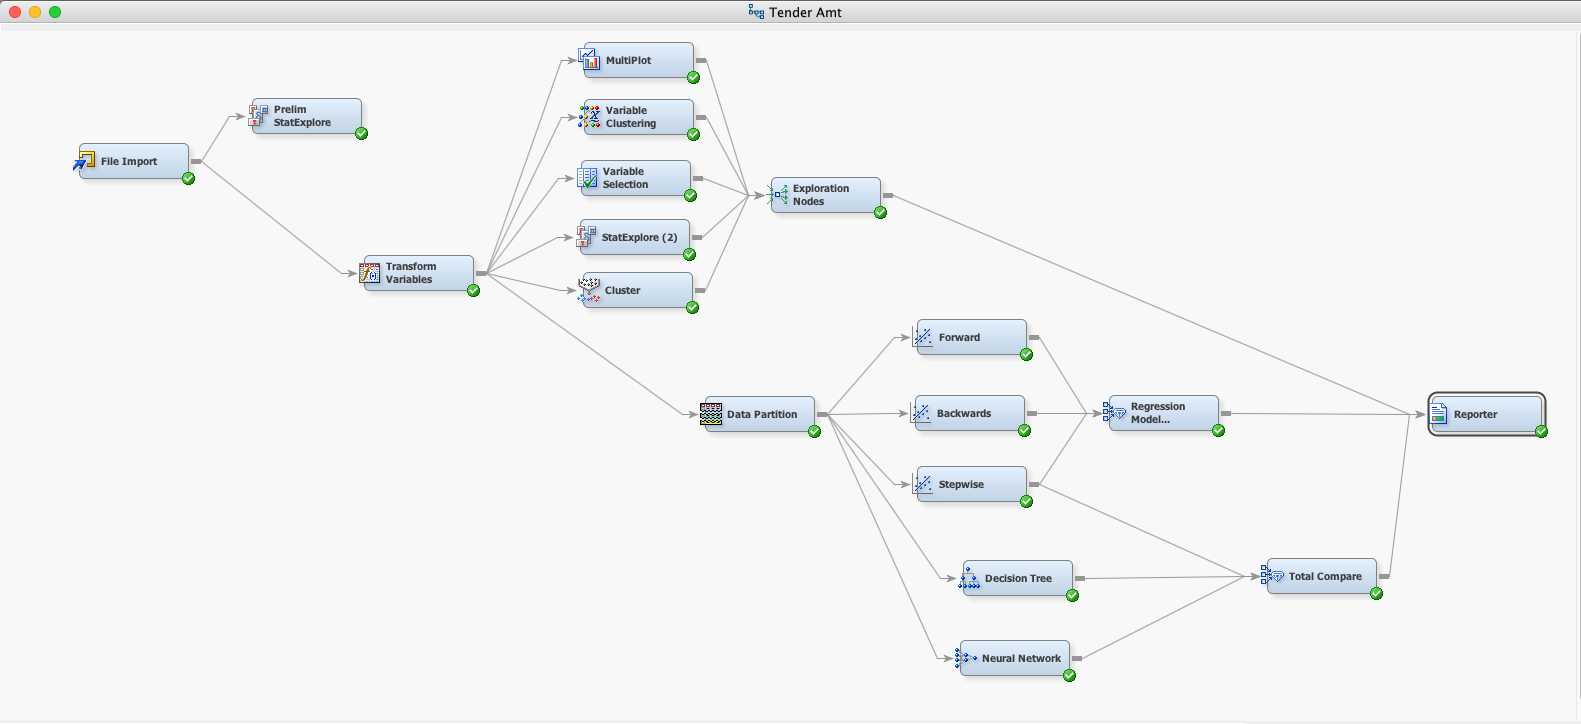 Tender Amt
MultiPlot
Prelim
StatExplore
Variable
Clustering
File Import
Variable
Selection
Exploration
Nodes
StatExplore (2)
Transform
Variables
Cluster
Forward
Data Partition
Backwards
Regression
Model...
Reporter
Stepwise
Decision Tree
Total Compare
Neural Network